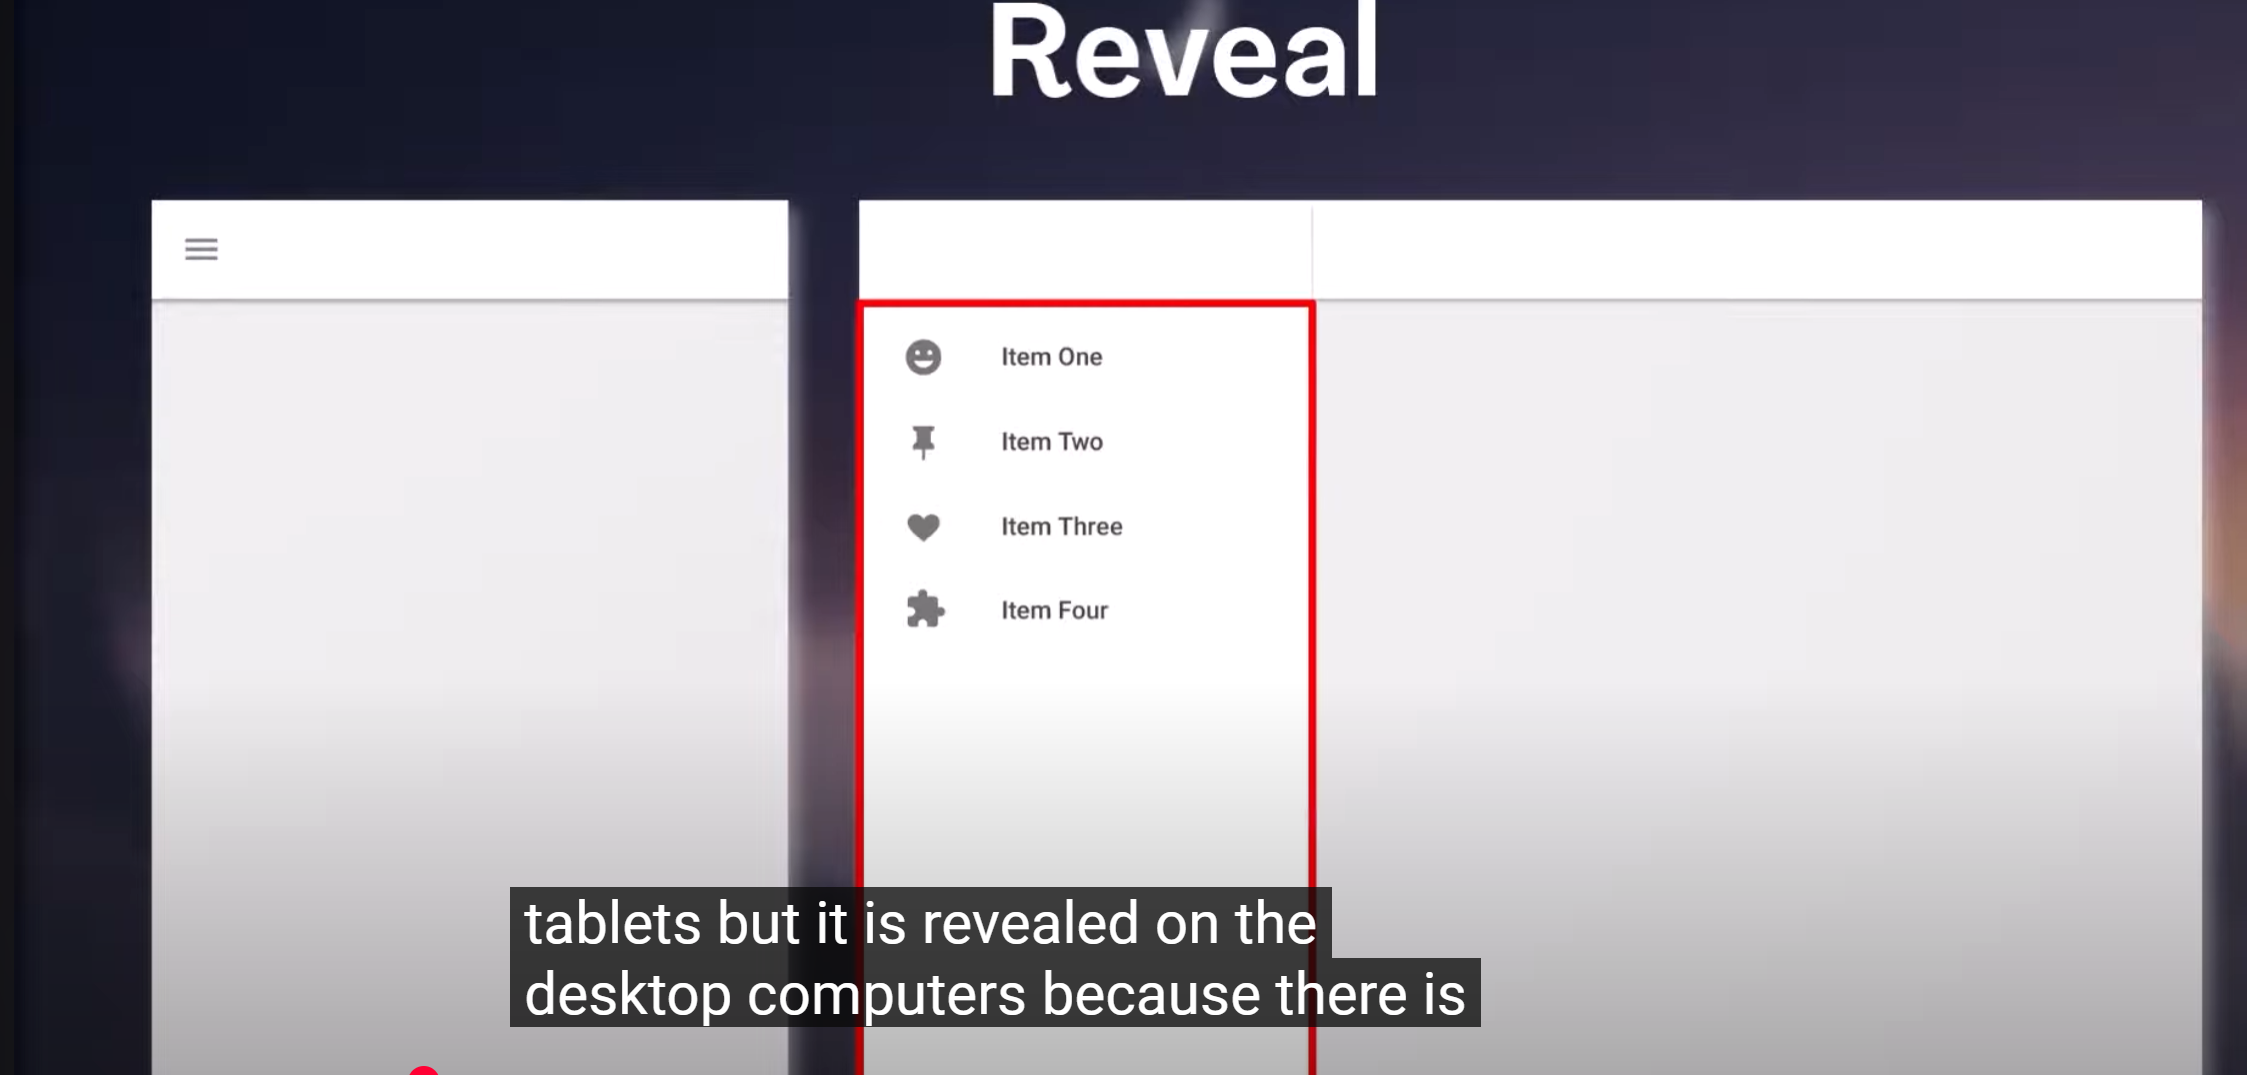 Reveal
Item One
Item Two
Item Three
Item Four
tablets but it is revealed on the
desktop computers because there is